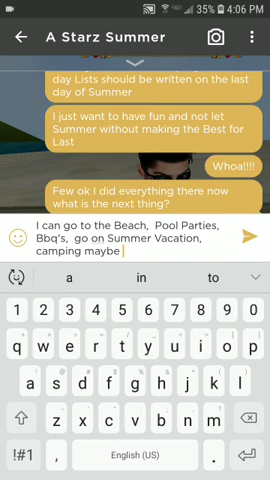 35% 4:06 PM
A Starz Summer
day Lists should be written on the last
day of Summer
I just want to have fun and not let
Summer without making the Best for
Last
Whoa!!!!
Few ok I did everything there now
what is the next thing?
I can go to the Beach, Pool Parties,
Bbq's, go on Summer Vacation,
camping maybe
a in to
1 2 3 4 5 6 7 8 9 0
q w e r t y u i o p
a s d f g h j k l
z x c v b n m
!#1 , English (US) .